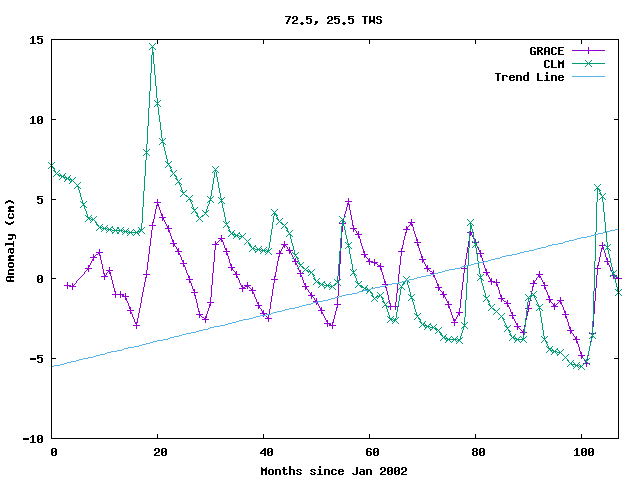 72.5, 25.5 TWS
GRACE
CLM
Trend Line
15
10
5
0
-5
-10
Anomaly (cm)
0 20 40 60 80 100
Months since Jan 2002